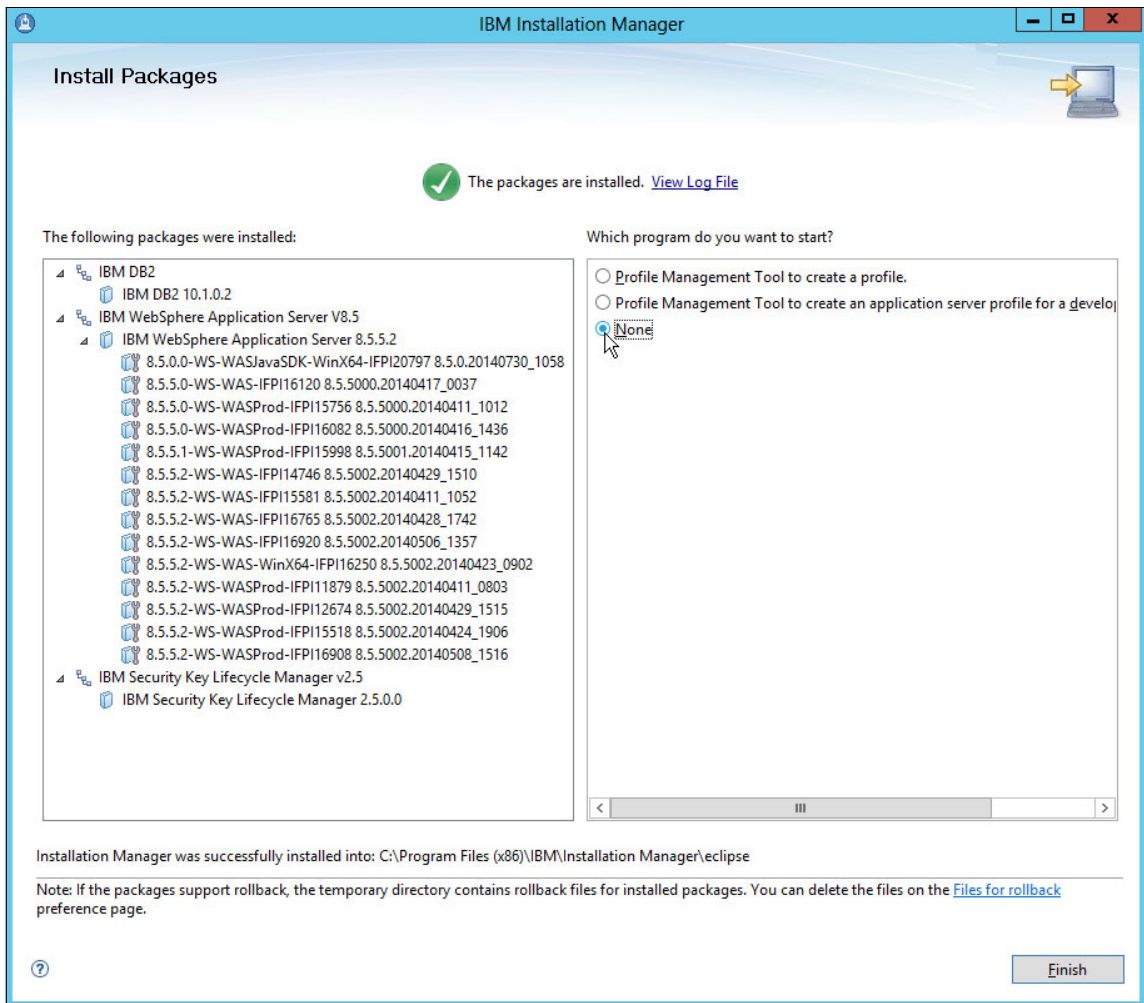 IBM Installation Manager
Install Packages
The packages are installed. View Log File
The following packages were installed:
IBM DB2
IBM DB2 10.1.0.2
IBM WebSphere Application Server V8.5
IBM WebSphere Application Server 8.5.5.2
8.5.0.0-WS-WASJavaSDK-WinX64-IFPI20797 8.5.0.20140730_1058
8.5.5.0-WS-WAS-IFPI16120 8.5.5000.20140417_0037
8.5.5.0-WS-WASProd-IFPI15756 8.5.5000.20140411_1012
8.5.5.0-WS-WASProd-IFPI16082 8.5.5000.20140416_1436
8.5.5.1-WS-WASProd-IFPI15998 8.5.5001.20140415_1142
8.5.5.2-WS-WAS-IFPI14746 8.5.5002.20140429_1510
8.5.5.2-WS-WAS-IFPI15581 8.5.5002.20140411_1052
8.5.5.2-WS-WAS-IFPI16765 8.5.5002.20140428_1742
8.5.5.2-WS-WAS-IFPI16920 8.5.5002.20140506_1357
8.5.5.2-WS-WAS-WinX64-IFPI16250 8.5.5002.20140423_0902
8.5.5.2-WS-WASProd-IFPI11879 8.5.5002.20140411_0803
8.5.5.2-WS-WASProd-IFPI12674 8.5.5002.20140429_1515
8.5.5.2-WS-WASProd-IFPI15518 8.5.5002.20140424_1906
8.5.5.2-WS-WASProd-IFPI16908 8.5.5002.20140508_1516
IBM Security Key Lifecycle Manager v2.5
IBM Security Key Lifecycle Manager 2.5.0.0
Which program do you want to start?
Profile Management Tool to create a profile.
Profile Management Tool to create an application server profile for a develop
None
Installation Manager was successfully installed into: C:\Program Files (x86)\IBM\Installation Manager\eclipse
Note: If the packages support rollback, the temporary directory contains rollback files for installed packages. You can delete the files on the Files for rollback
preference page.
Finish